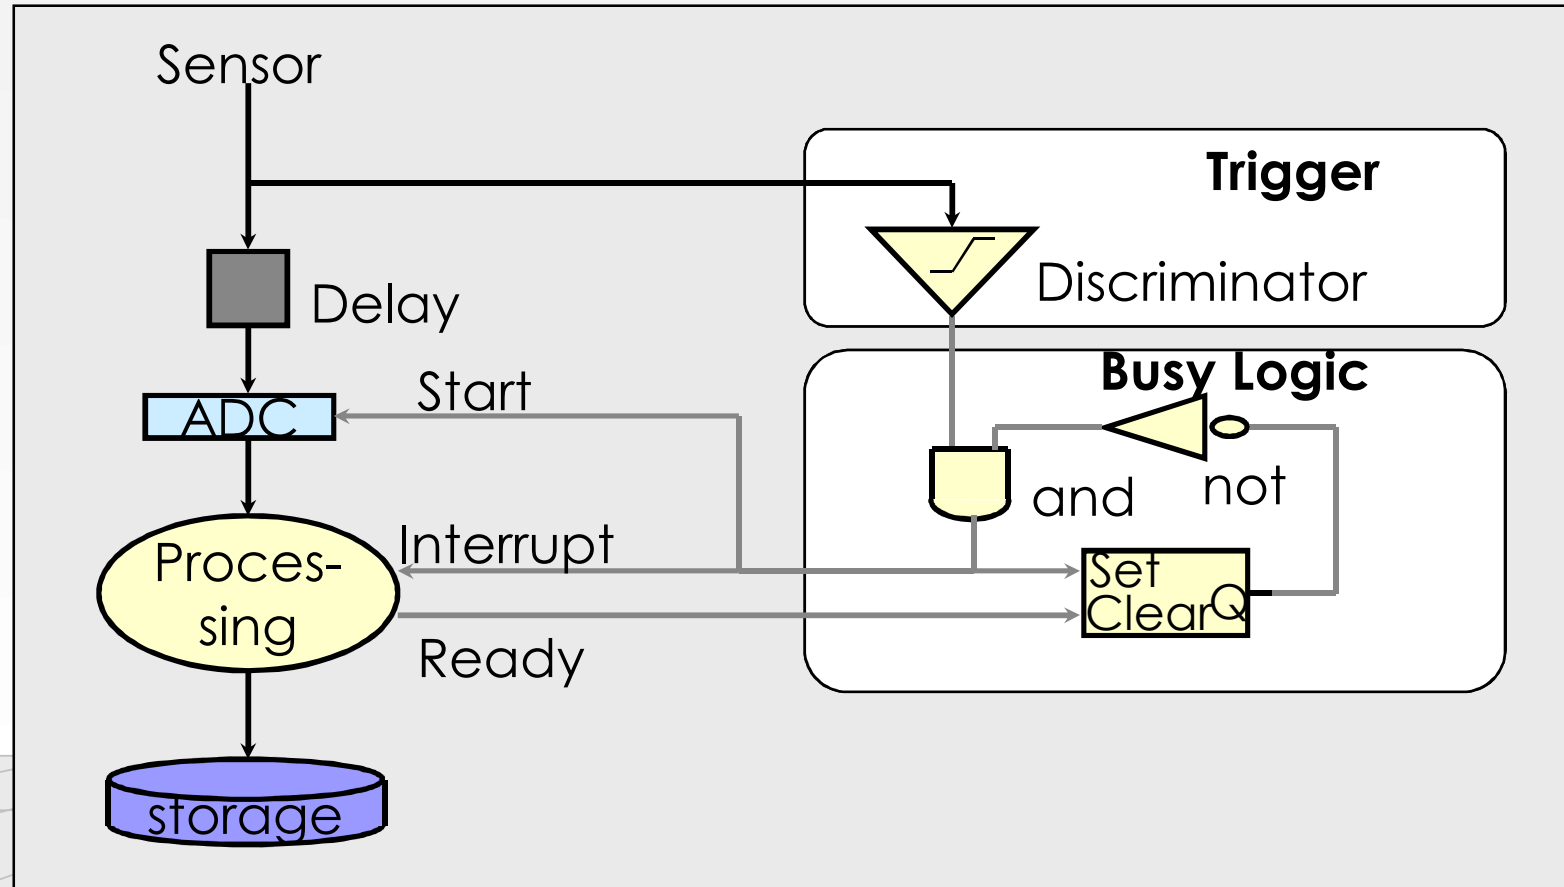 Sensor
Trigger
Discriminator
Delay
Busy Logic
Start
ADC
not
and
Interrupt
Proces-
sing
Set
Clear
Q
Ready
storage